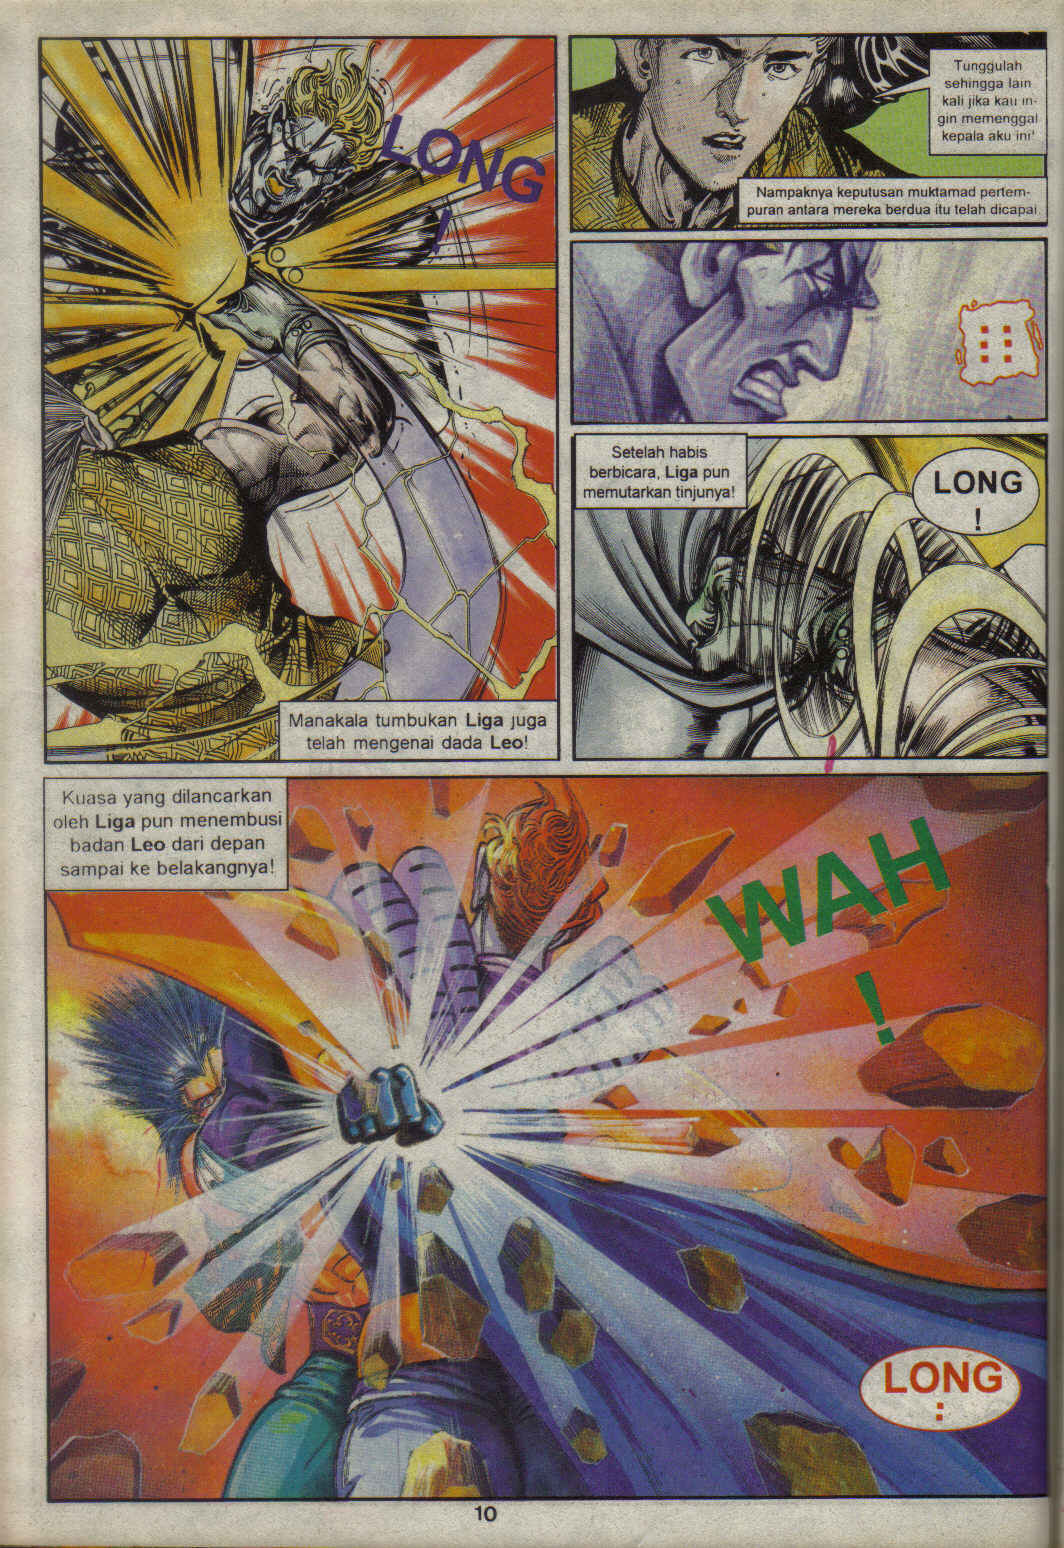 LONG
!
Manakala tumbukan Liga juga
telah mengenai dada Leo!
Tunggulah
sehingga lain
kali jika kau in-
gin memenggal
kepala aku ini!
Nampaknya keputusan muktamad pertem-
puran antara mereka berdua itu telah dicapai
Setelah habis
berbicara, Liga pun
memutarkan tinjunya!
LONG
!
Kuasa yang dilancarkan
oleh Liga pun menembusi
badan Leo dari depan
sampai ke belakangnya!
WAH
!
LONG
:
10